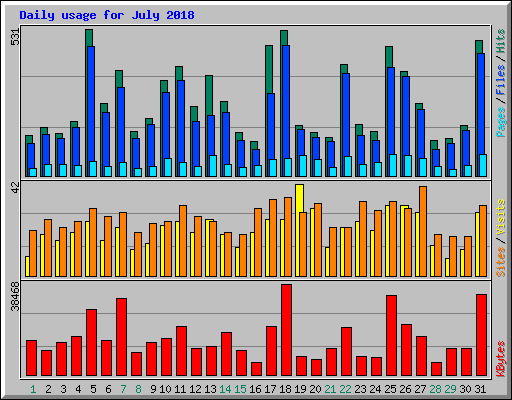 Daily usage for July 2018
531
Pages / Files / Hits
42
Sites / Visits
38468
KBytes
1 2 3 4 5 6 7 8 9 10 11 12 13 14 15 16 17 18 19 20 21 22 23 24 25 26 27 28 29 30 31